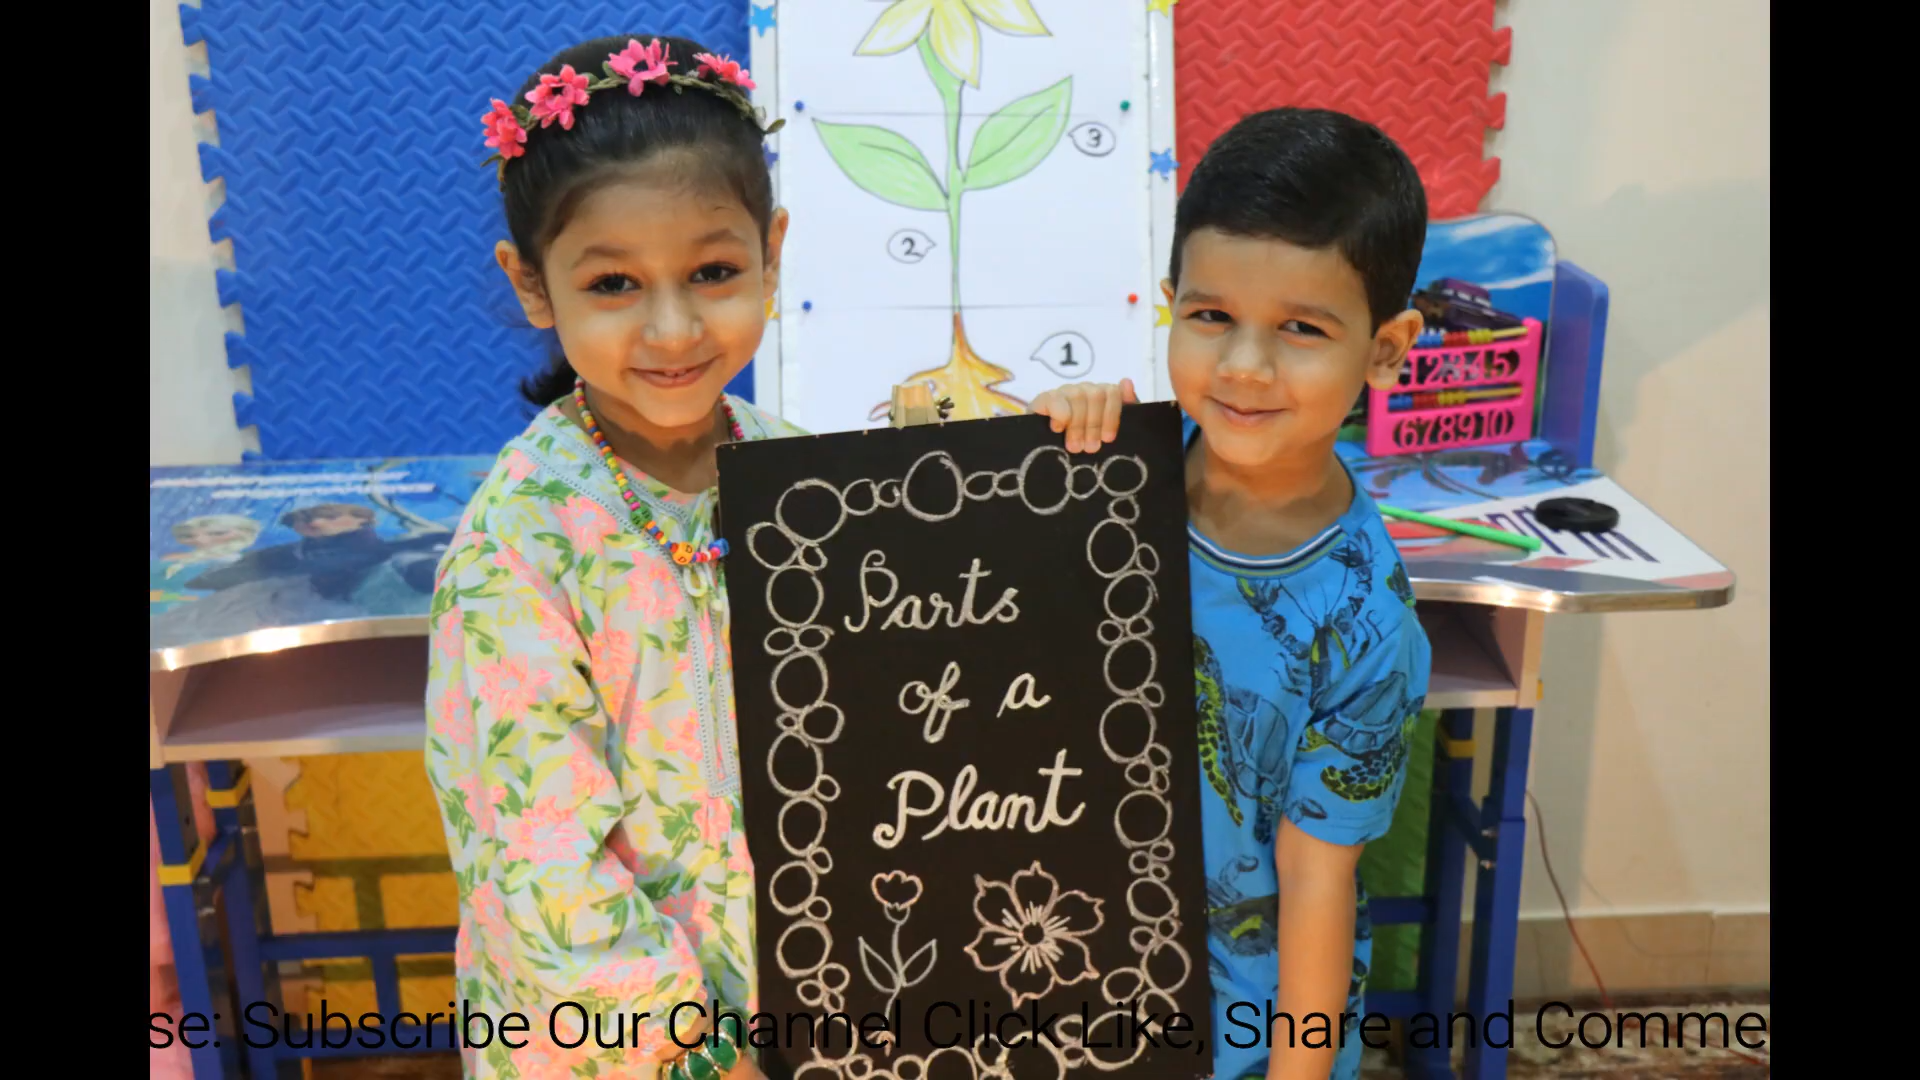 3
2
1
12345
678910
Parts
of a
Plant
se: Subscribe Our Channel Click Like, Share and Comme